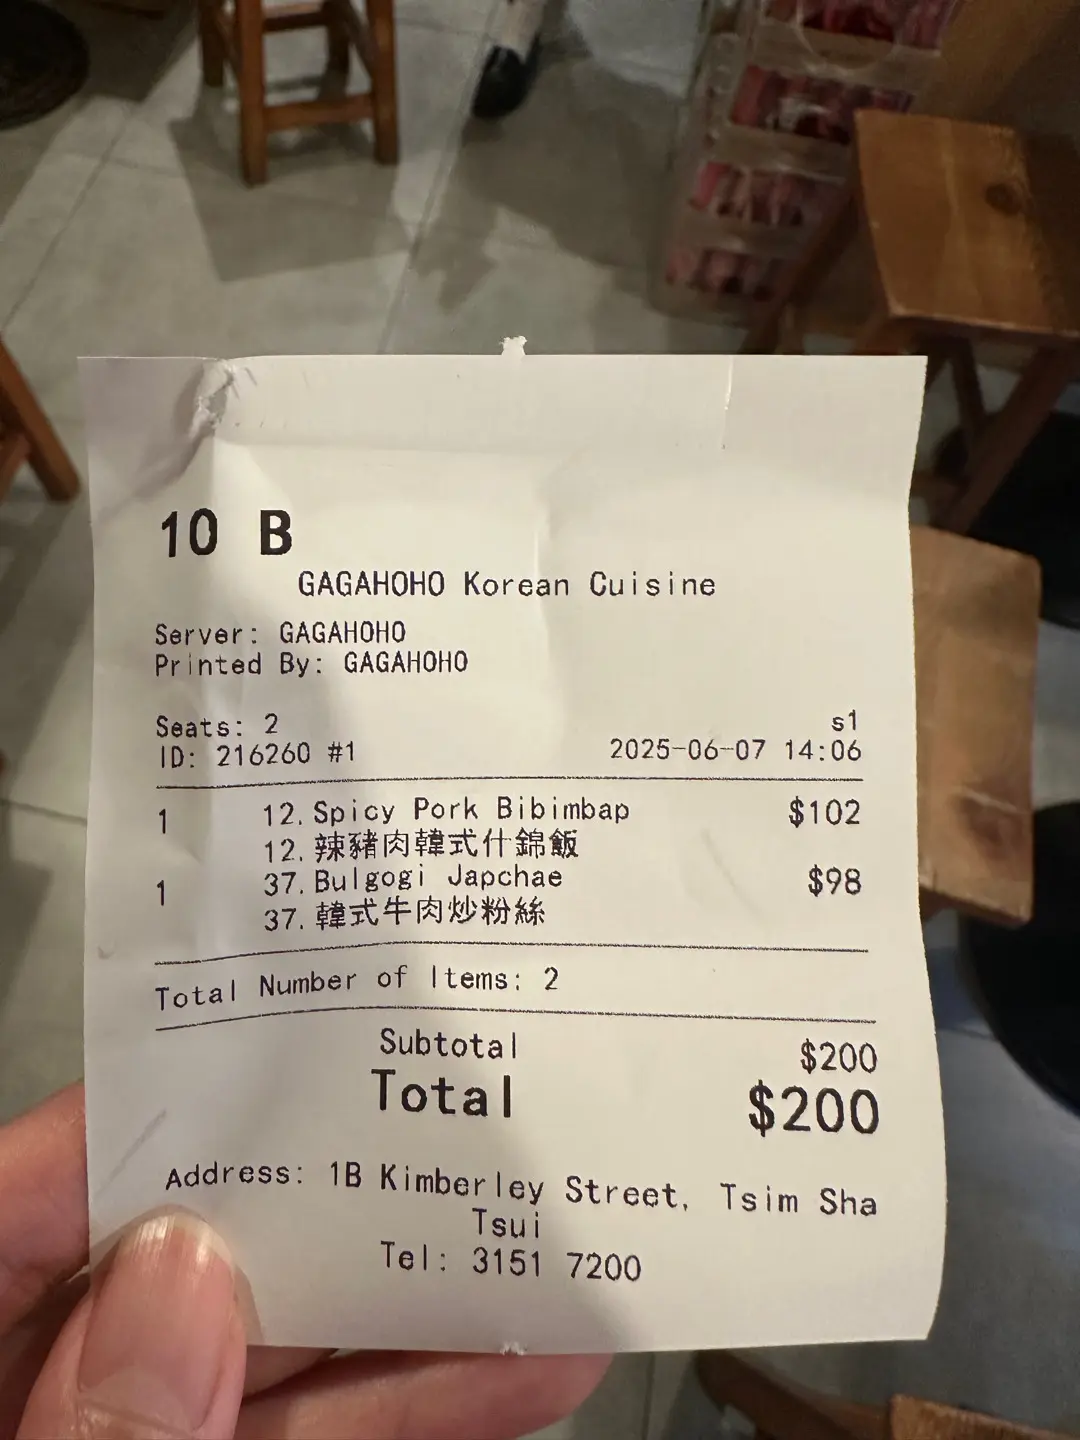 10 B
GAGAHOHO Korean Cuisine
Server: GAGAHOHO
Printed By: GAGAHOHO
Seats: 2 s1
ID: 216260 #1 2025-06-07 14:06
1 12. Spicy Pork Bibimbap $102
12. 辣豬肉韓式什錦飯
1 37. Bulgogi Japchae $98
37. 韓式牛肉炒粉絲
Total Number of Items: 2
Subtotal $200
Total $200
Address: 1B Kimberley Street, Tsim Sha
Tsui
Tel: 3151 7200